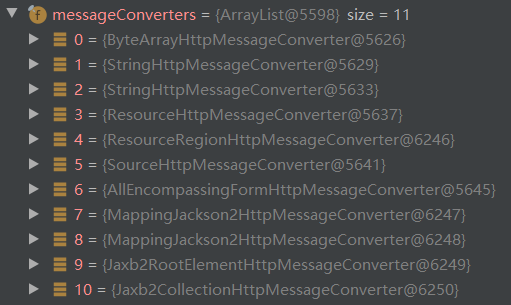 messageConverters = {ArrayList@5598} size = 11
0 = {ByteArrayHttpMessageConverter@5626}
1 = {StringHttpMessageConverter@5629}
2 = {StringHttpMessageConverter@5633}
3 = {ResourceHttpMessageConverter@5637}
4 = {ResourceRegionHttpMessageConverter@6246}
5 = {SourceHttpMessageConverter@5641}
6 = {AllEncompassingFormHttpMessageConverter@5645}
7 = {MappingJackson2HttpMessageConverter@6247}
8 = {MappingJackson2HttpMessageConverter@6248}
9 = {Jaxb2RootElementHttpMessageConverter@6249}
10 = {Jaxb2CollectionHttpMessageConverter@6250}